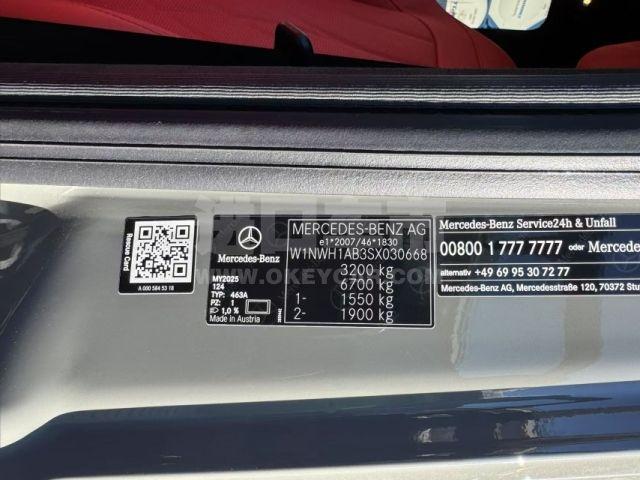 Rescue Card
A 000 584 53 18
Mercedes-Benz
MERCEDES-BENZ AG
e1*2007/46*1830
W1NWH1AB3SX030668
3200 kg
6700 kg
1- 1550 kg
2- 1900 kg
MY2025
124
TYP: 463A
PZ: 1
1,0 %
Made in Austria
Mercedes-Benz Service24h & Unfall
00800 1 777 7777 oder Mercede
alternativ +49 69 95 30 72 77
Mercedes-Benz AG, Mercedesstraße 120, 70372 Stu
WWW.OKEYCAR.COM